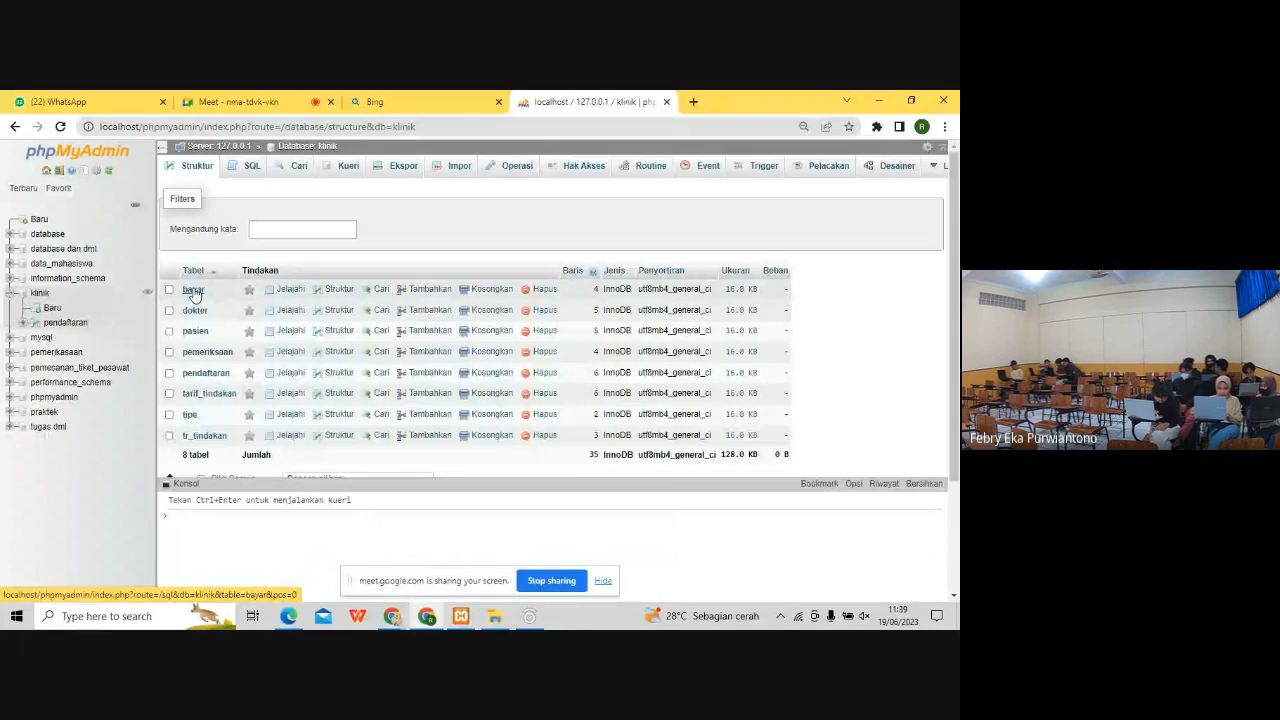 (22) WhatsApp
Meet - nma-tdvk-vkn
Bing
localhost / 127.0.0.1 / klinik | php
localhost/phpmyadmin/index.php?route=/database/structure&db=klinik
R
phpMyAdmin
Terbaru Favorit
Baru
database
database dan dml
data_mahasiswa
information_schema
klinik
Baru
pendaftaran
mysql
pemerikasaan
pemesanan_tiket_pesawat
performance_schema
phpmyadmin
praktek
tugas dml
Server: 127.0.0.1 » Database: klinik
Struktur SQL Cari Kueri Ekspor Impor Operasi Hak Akses Routine Event Trigger Pelacakan Desainer L
Filters
Mengandung kata:
Tabel Tindakan Baris Jenis Penyortiran Ukuran Beban
bayar Jelajahi Struktur Cari Tambahkan Kosongkan Hapus 4 InnoDB utf8mb4_general_ci 16.0 KB -
dokter Jelajahi Struktur Cari Tambahkan Kosongkan Hapus 5 InnoDB utf8mb4_general_ci 16.0 KB -
pasien Jelajahi Struktur Cari Tambahkan Kosongkan Hapus 5 InnoDB utf8mb4_general_ci 16.0 KB -
pemeriksaan Jelajahi Struktur Cari Tambahkan Kosongkan Hapus 4 InnoDB utf8mb4_general_ci 16.0 KB -
pendaftaran Jelajahi Struktur Cari Tambahkan Kosongkan Hapus 6 InnoDB utf8mb4_general_ci 16.0 KB -
tarif_tindakan Jelajahi Struktur Cari Tambahkan Kosongkan Hapus 6 InnoDB utf8mb4_general_ci 16.0 KB -
tipe Jelajahi Struktur Cari Tambahkan Kosongkan Hapus 2 InnoDB utf8mb4_general_ci 16.0 KB -
tr_tindakan Jelajahi Struktur Cari Tambahkan Kosongkan Hapus 3 InnoDB utf8mb4_general_ci 16.0 KB -
8 tabel Jumlah 35 InnoDB utf8mb4_general_ci 128.0 KB 0 B
Konsol Bookmark Opsi Riwayat Bersihkan
Tekan Ctrl+Enter untuk menjalankan kueri
>
meet.google.com is sharing your screen. Stop sharing Hide
localhost/phpmyadmin/index.php?route=/sql&db=klinik&table=bayar&pos=0
Type here to search
28°C Sebagian cerah
11:39
19/06/2023
Febry Eka Purwiantono